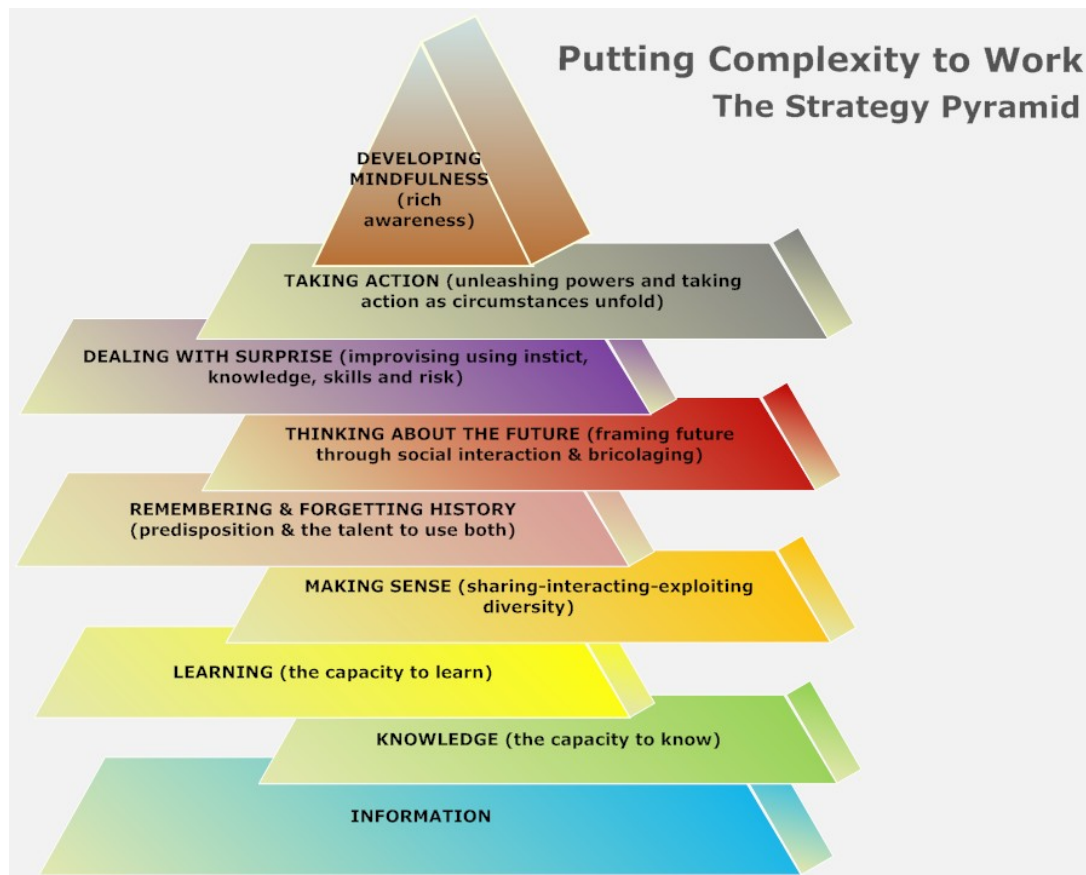 Putting Complexity to Work
The Strategy Pyramid
DEVELOPING
MINDFULNESS
(rich
awareness)
TAKING ACTION (unleashing powers and taking
action as circumstances unfold)
DEALING WITH SURPRISE (improvising using instict,
knowledge, skills and risk)
THINKING ABOUT THE FUTURE (framing future
through social interaction & bricolaging)
REMEMBERING & FORGETTING HISTORY
(predisposition & the talent to use both)
MAKING SENSE (sharing-interacting-exploiting
diversity)
LEARNING (the capacity to learn)
KNOWLEDGE (the capacity to know)
INFORMATION